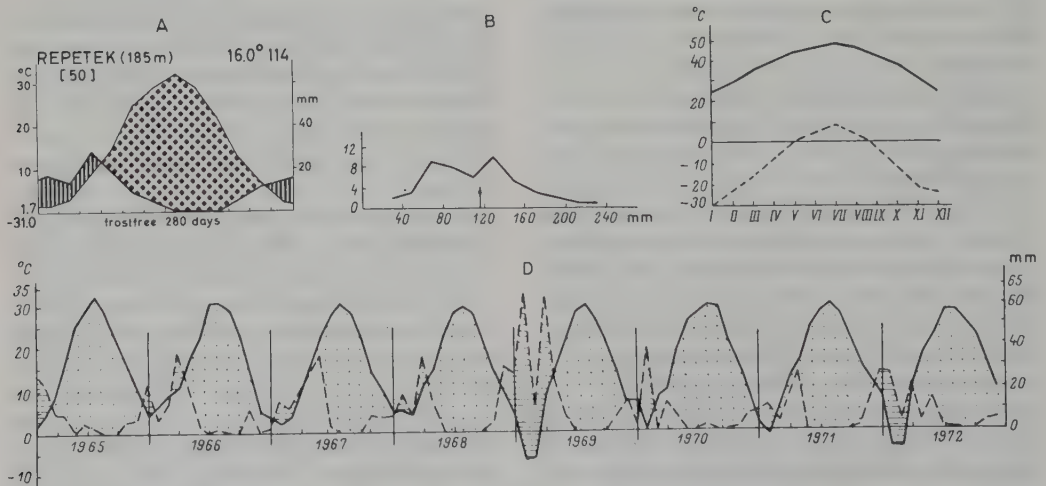 A
REPETEK (185m) 16.0° 114
[50]
°C
30
20
10
1.7
-31.0
mm
40
20
frostfree 280 days
B
12
8
4
0
40 120 160 200 240 mm
80
C
°C
50
40
20
0
-10
-20
-30
I II III IV V VI VII VIII IX X XI XII
D
°C
35
30
20
10
0
-10
mm
65
60
40
20
0
1965 1966 1967 1968 1969 1970 1971 1972